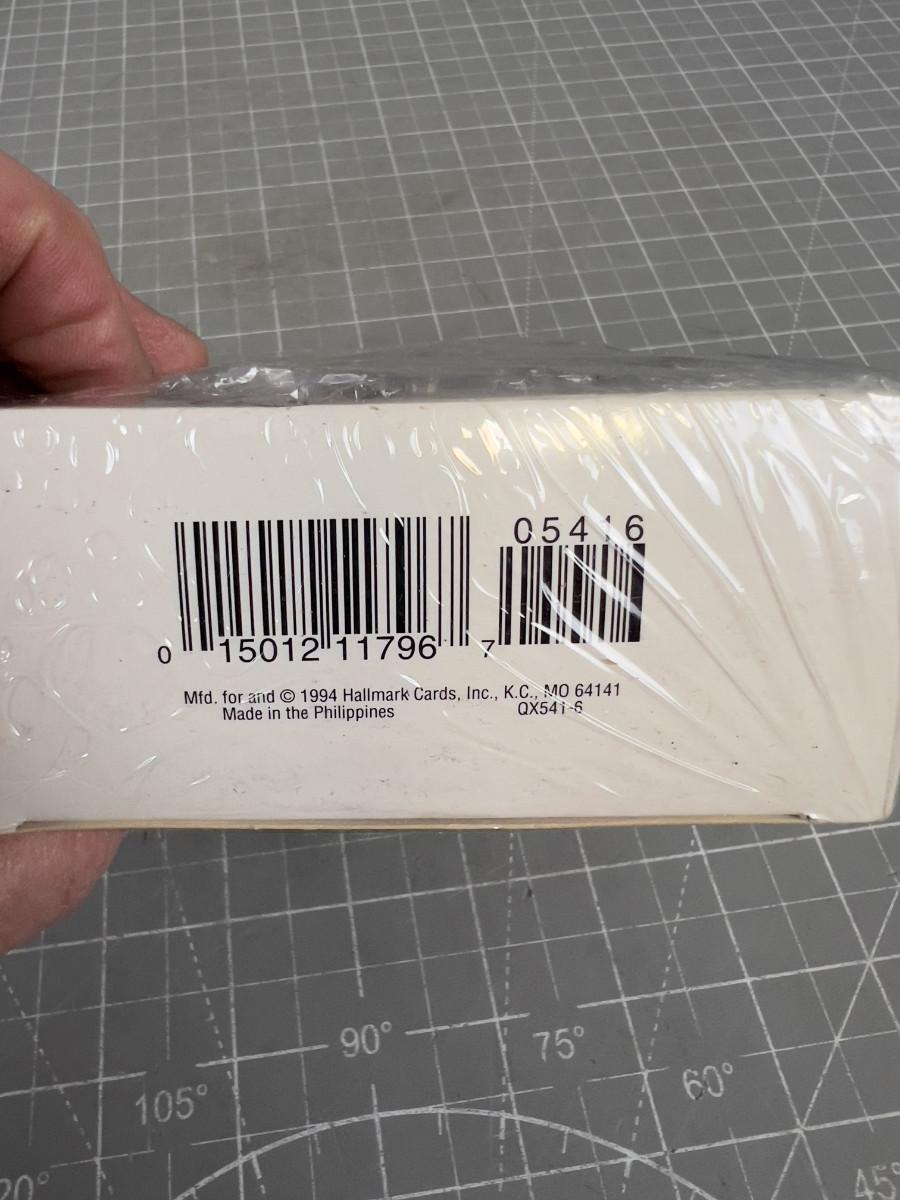 05416
0 15012 11796 7
Mfd. for and © 1994 Hallmark Cards, Inc., K.C., MO 64141
Made in the Philippines QX541-6
90°
75°
105°
60°
45°